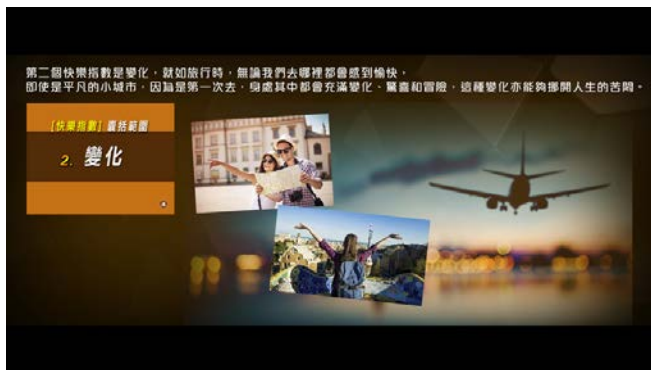 第二個快樂指數是變化，就如旅行時，無論我們去哪裡都會感到愉快，
即使是平凡的小城市，因為是第一次去，身處其中都會充滿變化、驚喜和冒險，這種變化亦能夠挪開人生的苦悶。
[快樂指數] 囊括範圍
2. 變化